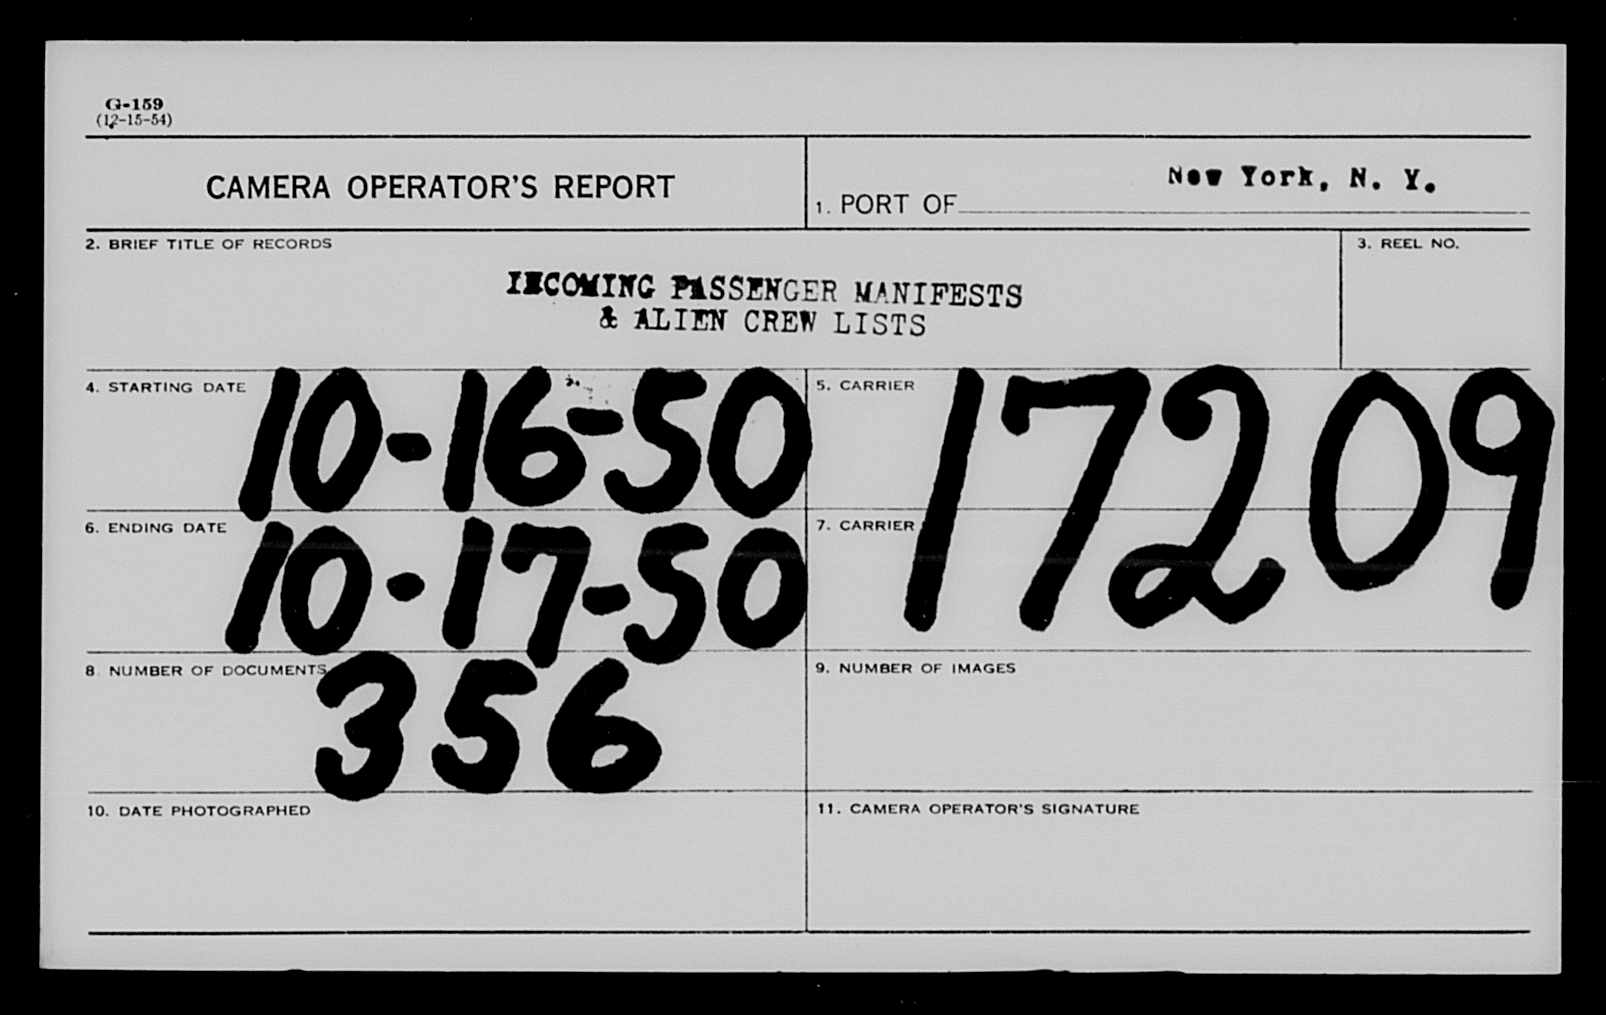 G-159
(12-15-54)
CAMERA OPERATOR'S REPORT
1. PORT OF New York, N. Y.
2. BRIEF TITLE OF RECORDS
3. REEL NO.
INCOMING PASSENGER MANIFESTS
& ALIEN CREW LISTS
4. STARTING DATE 10-16-50
5. CARRIER 17209
6. ENDING DATE 10-17-50
7. CARRIER
8. NUMBER OF DOCUMENTS 356
9. NUMBER OF IMAGES
10. DATE PHOTOGRAPHED
11. CAMERA OPERATOR'S SIGNATURE